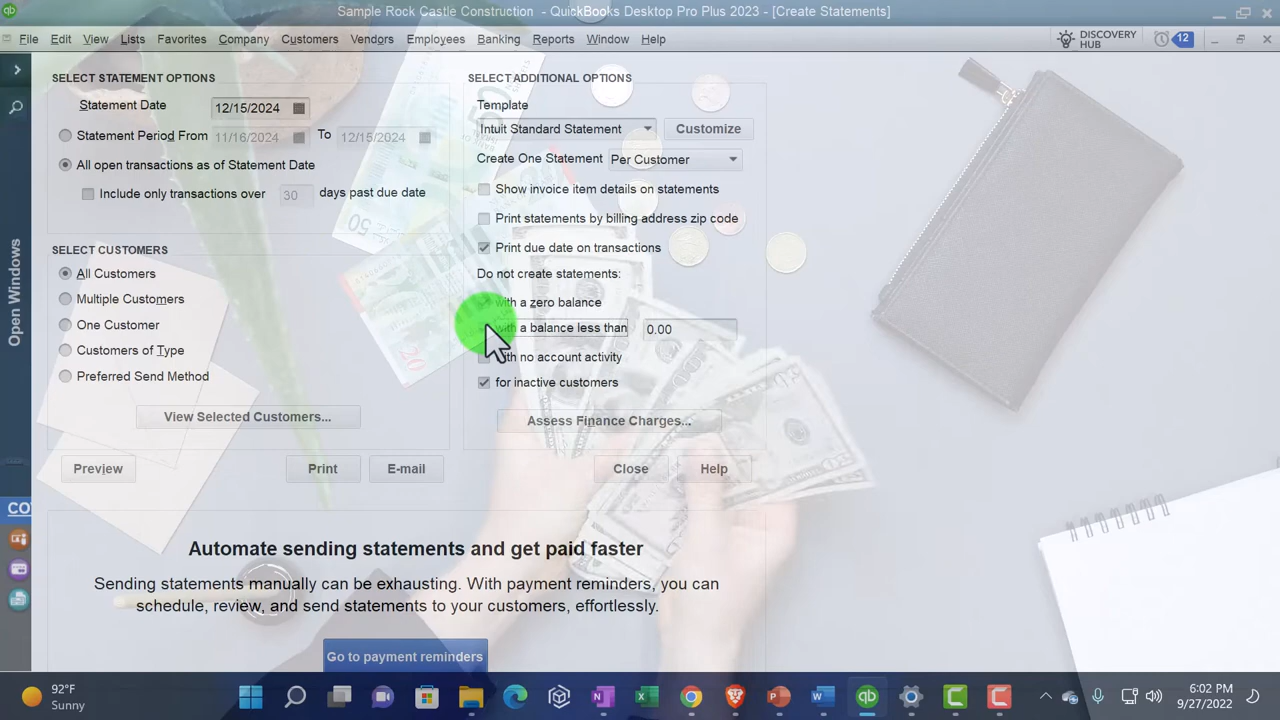 Sample Rock Castle Construction - QuickBooks Desktop Pro Plus 2023 - [Create Statements]
File Edit View Lists Favorites Company Customers Vendors Employees Banking Reports Window Help
DISCOVERY HUB 12
SELECT STATEMENT OPTIONS
Statement Date 12/15/2024
Statement Period From 11/16/2024 To 12/15/2024
All open transactions as of Statement Date
Include only transactions over 30 days past due date
SELECT CUSTOMERS
All Customers
Multiple Customers
One Customer
Customers of Type
Preferred Send Method
View Selected Customers...
Preview Print E-mail
SELECT ADDITIONAL OPTIONS
Template
Intuit Standard Statement Customize
Create One Statement Per Customer
Show invoice item details on statements
Print statements by billing address zip code
Print due date on transactions
Do not create statements:
with a zero balance
with a balance less than 0.00
with no account activity
for inactive customers
Assess Finance Charges...
Close Help
Open Windows
qb
50
20
Automate sending statements and get paid faster
Sending statements manually can be exhausting. With payment reminders, you can
schedule, review, and send statements to your customers, effortlessly.
Go to payment reminders
92°F
Sunny
6:02 PM
9/27/2022